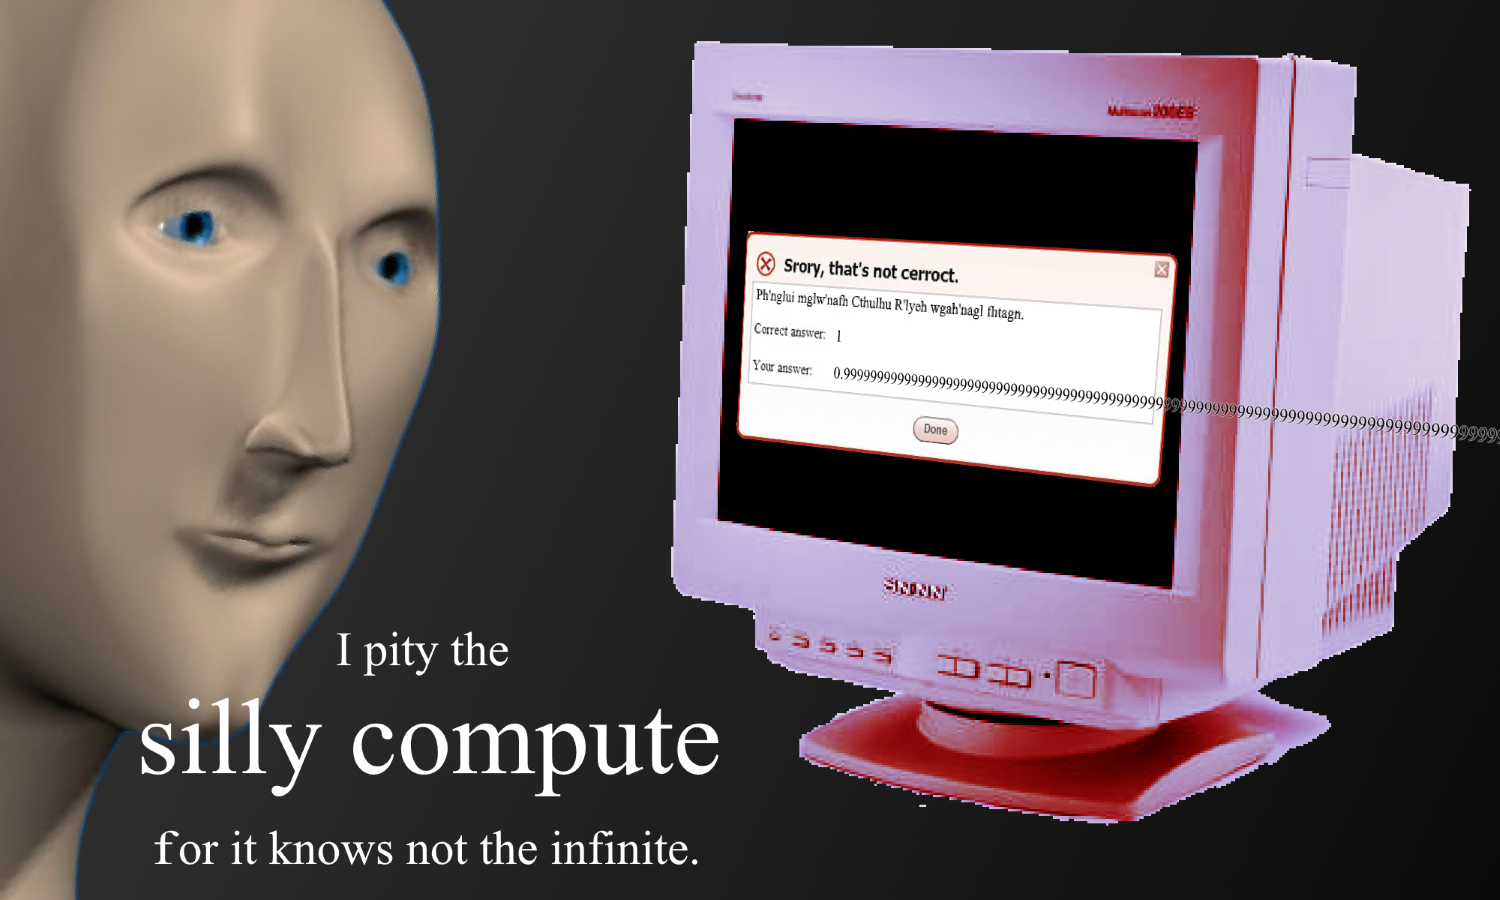 Srory, that's not cerroct.
Ph'nglui mglw'nafh Cthulhu R'lyeh wgah'nagl fhtagn.
Correct answer: 1
Your answer: 0.99999999999999999999999999999999999999999999999999999999999999999999999999999999999999999999
Done
I pity the
silly compute
for it knows not the infinite.